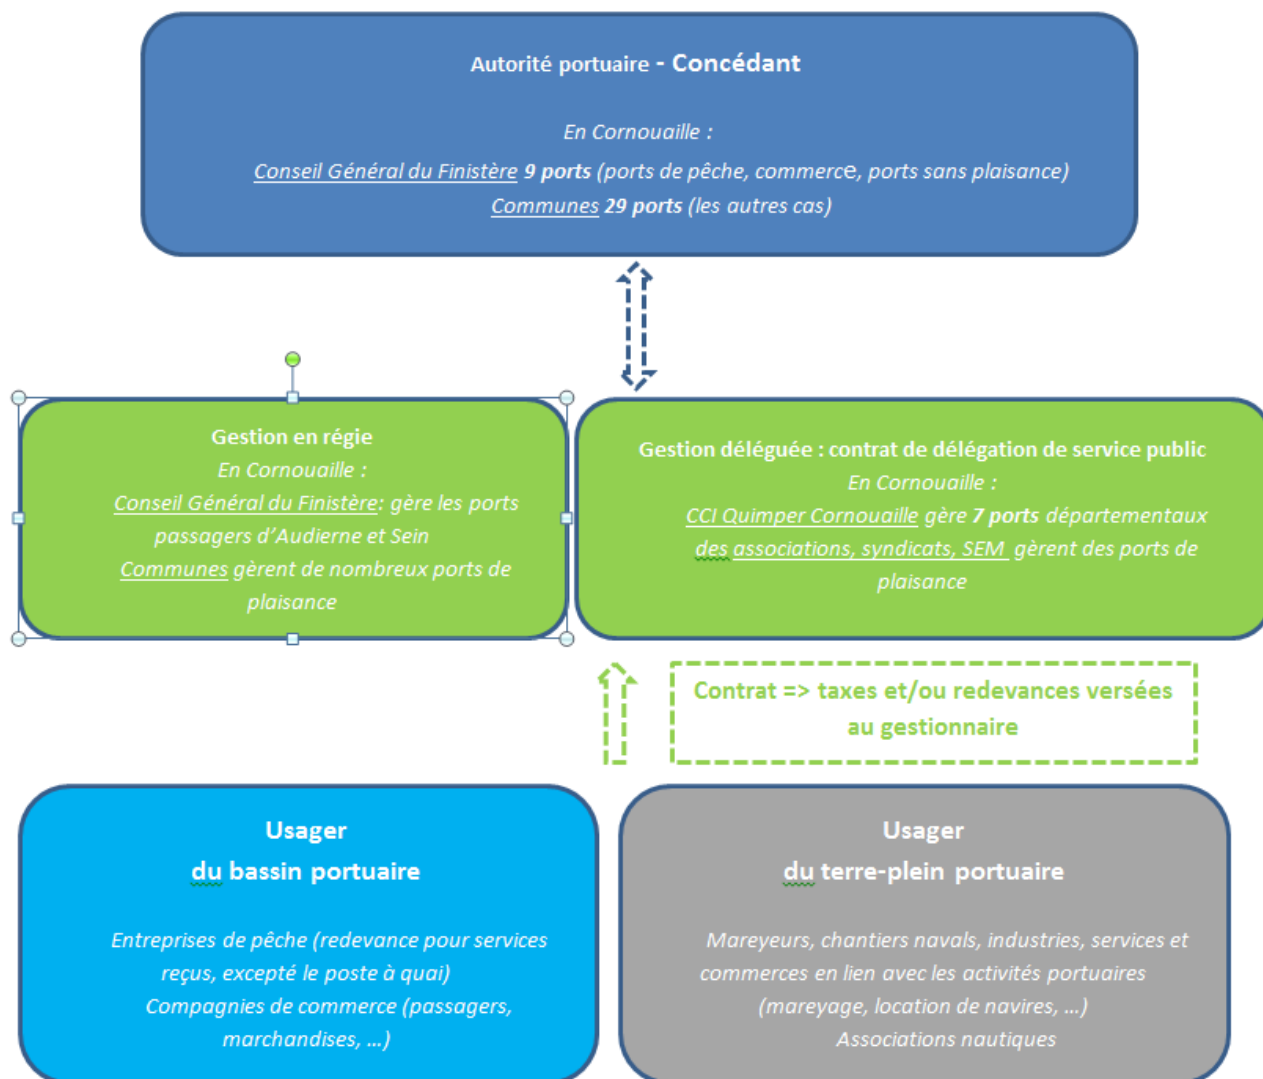 Autorité portuaire - Concédant
En Cornouaille :
Conseil Général du Finistère 9 ports (ports de pêche, commerce, ports sans plaisance)
Communes 29 ports (les autres cas)
Gestion en régie
En Cornouaille :
Conseil Général du Finistère: gère les ports
passagers d'Audierne et Sein
Communes gèrent de nombreux ports de
plaisance
Gestion déléguée : contrat de délégation de service public
En Cornouaille :
CCI Quimper Cornouaille gère 7 ports départementaux
des associations, syndicats, SEM gèrent des ports de
plaisance
Contrat => taxes et/ou redevances versées
au gestionnaire
Usager
du bassin portuaire
Entreprises de pêche (redevance pour services
reçus, excepté le poste à quai)
Compagnies de commerce (passagers,
marchandises, ...)
Usager
du terre-plein portuaire
Mareyeurs, chantiers navals, industries, services et
commerces en lien avec les activités portuaires
(mareyage, location de navires, ...)
Associations nautiques